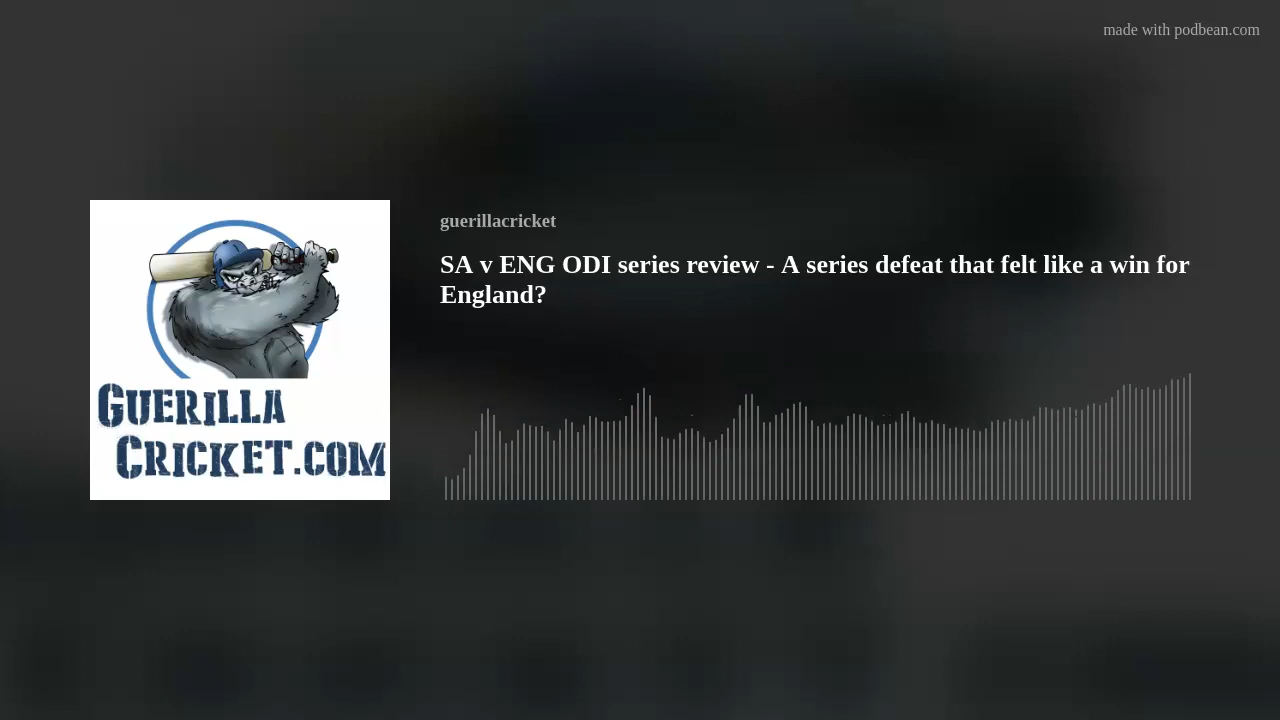 made with podbean.com
guerillacricket
SA v ENG ODI series review - A series defeat that felt like a win for
England?
GUERILLA
CRICKET.COM